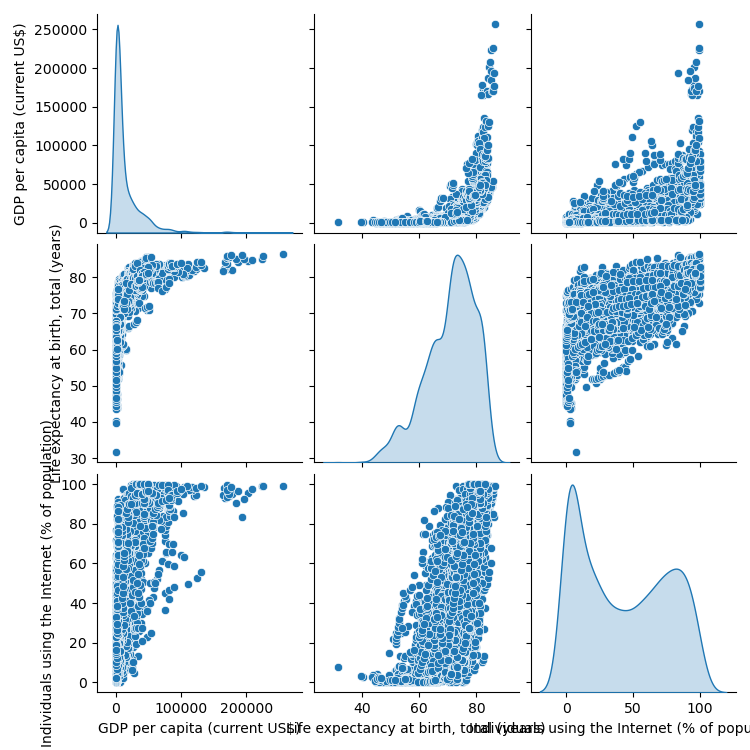 GDP per capita (current US$)
250000
200000
150000
100000
50000
0
Life expectancy at birth, total (years)
80
70
60
50
40
30
Individuals using the Internet (% of population)
100
80
60
40
20
0
0 100000 200000
40 60 80
0 50 100
GDP per capita (current US$)
Life expectancy at birth, total (years)
Individuals using the Internet (% of popu